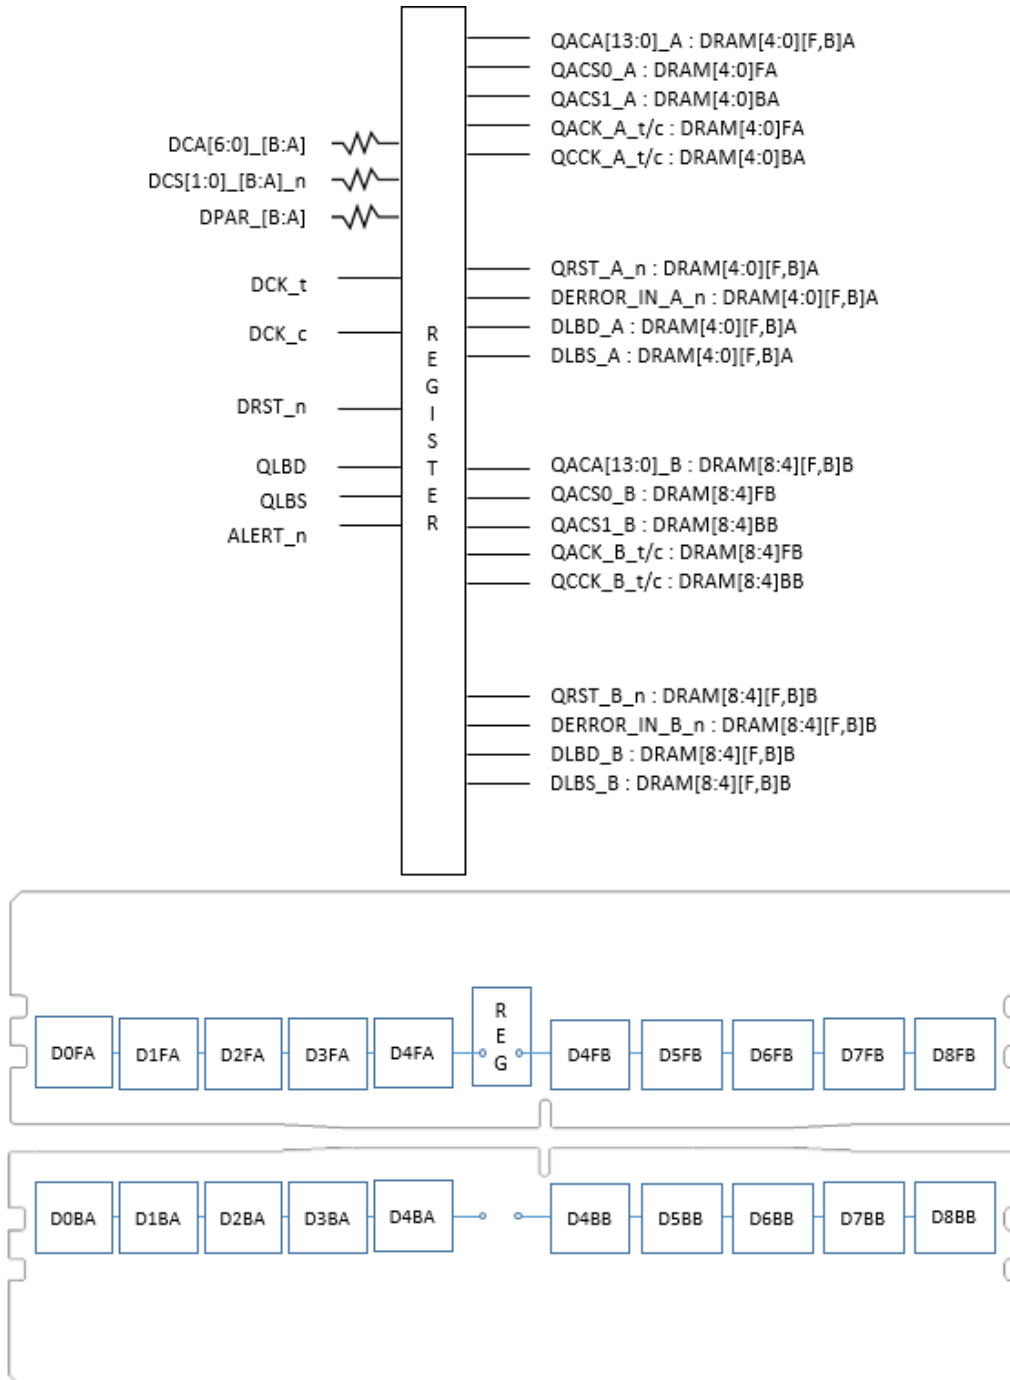 QACA[13:0]_A : DRAM[4:0][F,B]A
QACS0_A : DRAM[4:0]FA
QACS1_A : DRAM[4:0]BA
QACK_A_t/c : DRAM[4:0]FA
QCCK_A_t/c : DRAM[4:0]BA
DCA[6:0]_[B:A]
DCS[1:0]_[B:A]_n
DPAR_[B:A]
DCK_t
DCK_c
DRST_n
QLBD
QLBS
ALERT_n
REGISTER
QRST_A_n : DRAM[4:0][F,B]A
DERROR_IN_A_n : DRAM[4:0][F,B]A
DLBD_A : DRAM[4:0][F,B]A
DLBS_A : DRAM[4:0][F,B]A
QACA[13:0]_B : DRAM[8:4][F,B]B
QACS0_B : DRAM[8:4]FB
QACS1_B : DRAM[8:4]BB
QACK_B_t/c : DRAM[8:4]FB
QCCK_B_t/c : DRAM[8:4]BB
QRST_B_n : DRAM[8:4][F,B]B
DERROR_IN_B_n : DRAM[8:4][F,B]B
DLBD_B : DRAM[8:4][F,B]B
DLBS_B : DRAM[8:4][F,B]B
D0FA D1FA D2FA D3FA D4FA REG D4FB D5FB D6FB D7FB D8FB
D0BA D1BA D2BA D3BA D4BA D4BB D5BB D6BB D7BB D8BB